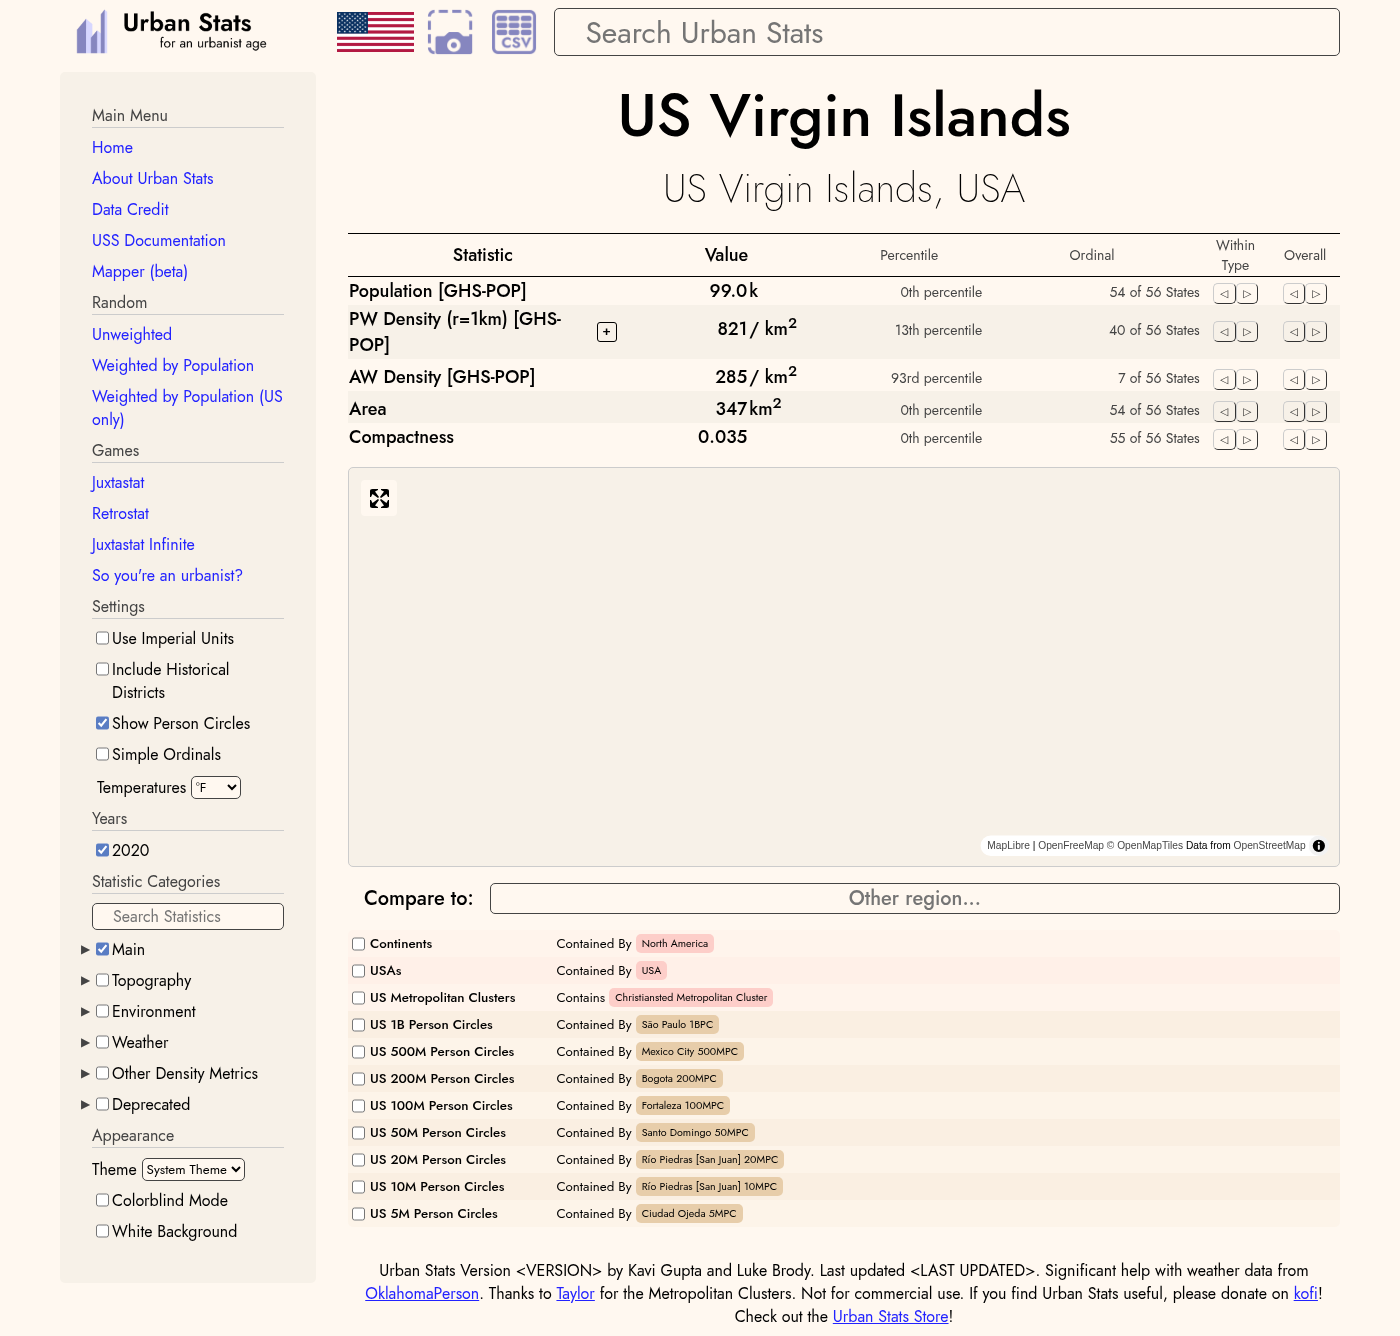 Urban Stats
for an urbanist age
CSV
Search Urban Stats
Main Menu
Home
About Urban Stats
Data Credit
USS Documentation
Mapper (beta)
Random
Unweighted
Weighted by Population
Weighted by Population (US
only)
Games
Juxtastat
Retrostat
Juxtastat Infinite
So you're an urbanist?
Settings
Use Imperial Units
Include Historical
Districts
Show Person Circles
Simple Ordinals
Temperatures °F
Years
2020
Statistic Categories
Search Statistics
Main
Topography
Environment
Weather
Other Density Metrics
Deprecated
Appearance
Theme System Theme
Colorblind Mode
White Background
US Virgin Islands
US Virgin Islands, USA
Statistic Value Percentile Ordinal Within Type Overall
Population [GHS-POP] 99.0 k 0th percentile 54 of 56 States
PW Density (r=1km) [GHS-
POP] + 821 / km² 13th percentile 40 of 56 States
AW Density [GHS-POP] 285 / km² 93rd percentile 7 of 56 States
Area 347 km² 0th percentile 54 of 56 States
Compactness 0.035 0th percentile 55 of 56 States
MapLibre | OpenFreeMap © OpenMapTiles Data from OpenStreetMap
Compare to: Other region...
Continents Contained By North America
USAs Contained By USA
US Metropolitan Clusters Contains Christiansted Metropolitan Cluster
US 1B Person Circles Contained By São Paulo 1BPC
US 500M Person Circles Contained By Mexico City 500MPC
US 200M Person Circles Contained By Bogota 200MPC
US 100M Person Circles Contained By Fortaleza 100MPC
US 50M Person Circles Contained By Santo Domingo 50MPC
US 20M Person Circles Contained By Río Piedras [San Juan] 20MPC
US 10M Person Circles Contained By Río Piedras [San Juan] 10MPC
US 5M Person Circles Contained By Ciudad Ojeda 5MPC
Urban Stats Version <VERSION> by Kavi Gupta and Luke Brody. Last updated <LAST UPDATED>. Significant help with weather data from
OklahomaPerson. Thanks to Taylor for the Metropolitan Clusters. Not for commercial use. If you find Urban Stats useful, please donate on kofi!
Check out the Urban Stats Store!